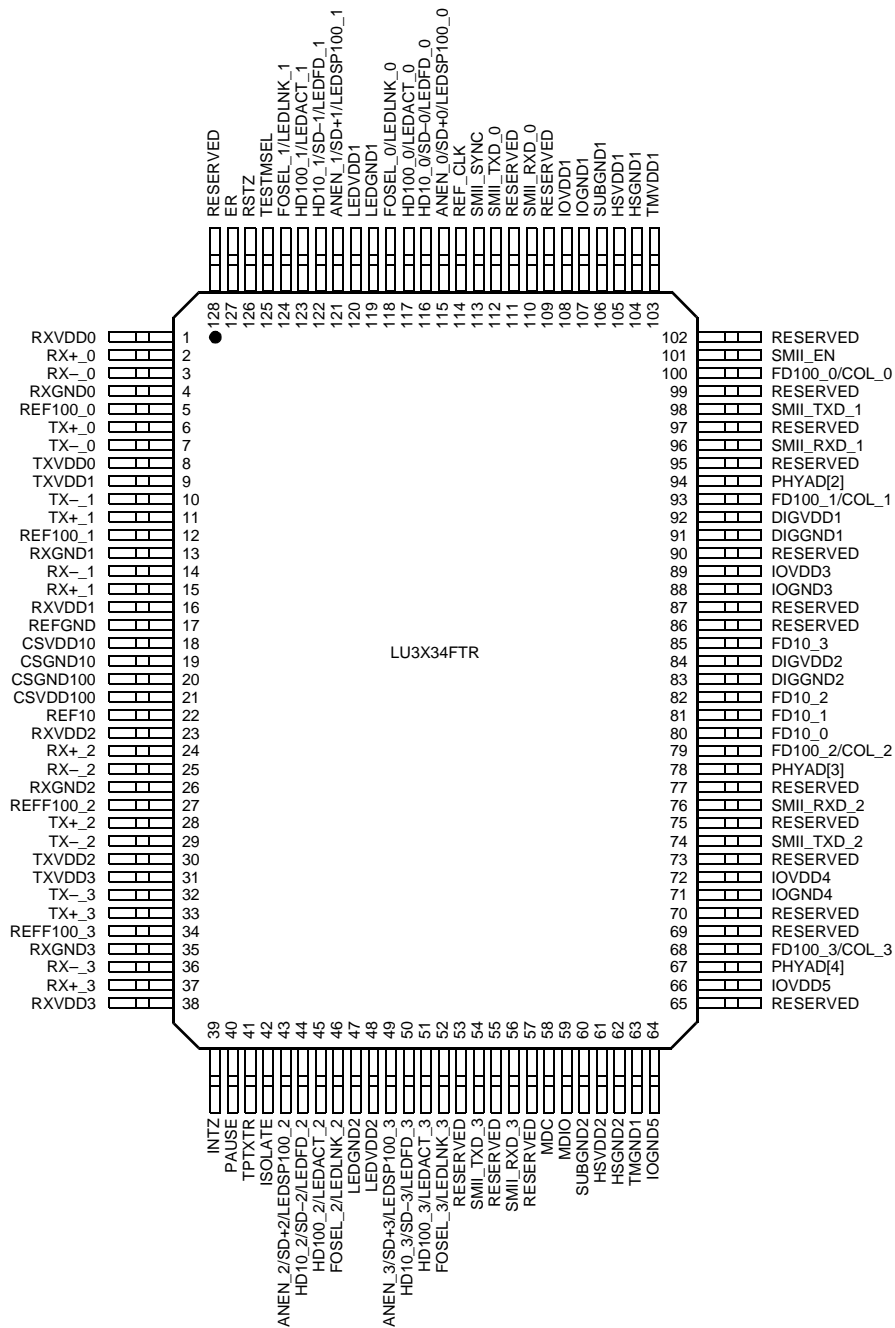 RESERVED
ER
RSTZ
TESTMSEL
FOSEL_1/LEDLNK_1
HD100_1/LEDACT_1
HD10_1/SD–1/LEDFD_1
ANEN_1/SD+1/LEDSP100_1
LEDVDD1
LEDGND1
FOSEL_0/LEDLNK_0
HD100_0/LEDACT_0
HD10_0/SD–0/LEDFD_0
ANEN_0/SD+0/LEDSP100_0
REF_CLK
SMII_SYNC
SMII_TXD_0
RESERVED
SMII_RXD_0
RESERVED
IOVDD1
IOGND1
SUBGND1
HSVDD1
HSGND1
TMVDD1
128
127
126
125
124
123
122
121
120
119
118
117
116
115
114
113
112
111
110
109
108
107
106
105
104
103
RXVDD0 1 102 RESERVED
RX+_0 2 101 SMII_EN
RX–_0 3 100 FD100_0/COL_0
RXGND0 4 99 RESERVED
REF100_0 5 98 SMII_TXD_1
TX+_0 6 97 RESERVED
TX–_0 7 96 SMII_RXD_1
TXVDD0 8 95 RESERVED
TXVDD1 9 94 PHYAD[2]
TX–_1 10 93 FD100_1/COL_1
TX+_1 11 92 DIGVDD1
REF100_1 12 91 DIGGND1
RXGND1 13 90 RESERVED
RX–_1 14 89 IOVDD3
RX+_1 15 88 IOGND3
RXVDD1 16 87 RESERVED
REFGND 17 86 RESERVED
CSVDD10 18 85 FD10_3
LU3X34FTR
CSGND10 19 84 DIGVDD2
CSGND100 20 83 DIGGND2
CSVDD100 21 82 FD10_2
REF10 22 81 FD10_1
RXVDD2 23 80 FD10_0
RX+_2 24 79 FD100_2/COL_2
RX–_2 25 78 PHYAD[3]
RXGND2 26 77 RESERVED
REFF100_2 27 76 SMII_RXD_2
TX+_2 28 75 RESERVED
TX–_2 29 74 SMII_TXD_2
TXVDD2 30 73 RESERVED
TXVDD3 31 72 IOVDD4
TX–_3 32 71 IOGND4
TX+_3 33 70 RESERVED
REFF100_3 34 69 RESERVED
RXGND3 35 68 FD100_3/COL_3
RX–_3 36 67 PHYAD[4]
RX+_3 37 66 IOVDD5
RXVDD3 38 65 RESERVED
39
40
41
42
43
44
45
46
47
48
49
50
51
52
53
54
55
56
57
58
59
60
61
62
63
64
INTZ
PAUSE
TPTXTR
ISOLATE
ANEN_2/SD+2/LEDSP100_2
HD10_2/SD–2/LEDFD_2
HD100_2/LEDACT_2
FOSEL_2/LEDLNK_2
LEDGND2
LEDVDD2
ANEN_3/SD+3/LEDSP100_3
HD10_3/SD–3/LEDFD_3
HD100_3/LEDACT_3
FOSEL_3/LEDLNK_3
RESERVED
SMII_TXD_3
RESERVED
SMII_RXD_3
RESERVED
MDC
MDIO
SUBGND2
HSVDD2
HSGND2
TMGND1
IOGND5